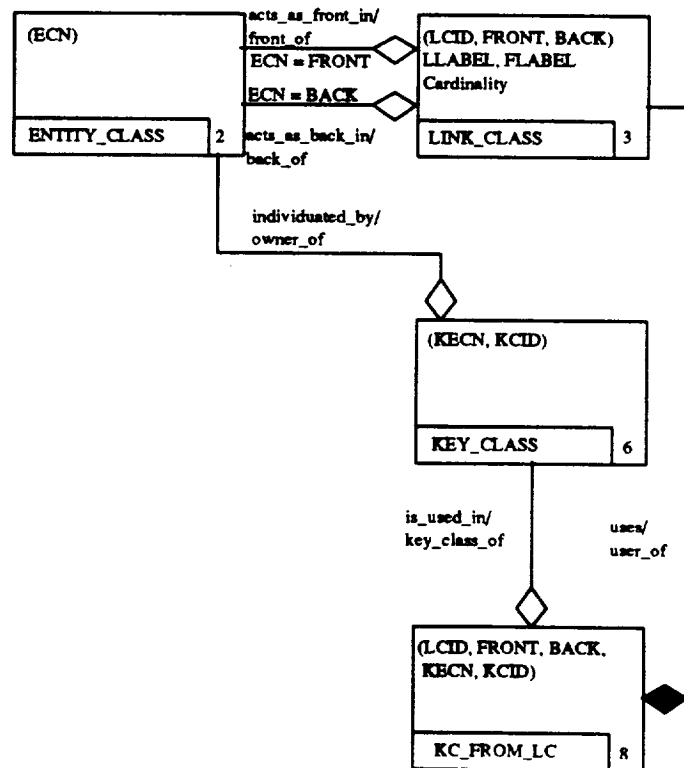 (ECN)
acts_as_front_in/
front_of
ECN = FRONT
ECN = BACK
acts_as_back_in/
back_of
ENTITY_CLASS 2
(LCID, FRONT, BACK)
LLABEL, FLABEL
Cardinality
LINK_CLASS 3
individuated_by/
owner_of
(KECN, KCID)
KEY_CLASS 6
is_used_in/
key_class_of
uses/
user_of
(LCID, FRONT, BACK,
KECN, KCID)
KC_FROM_LC 8